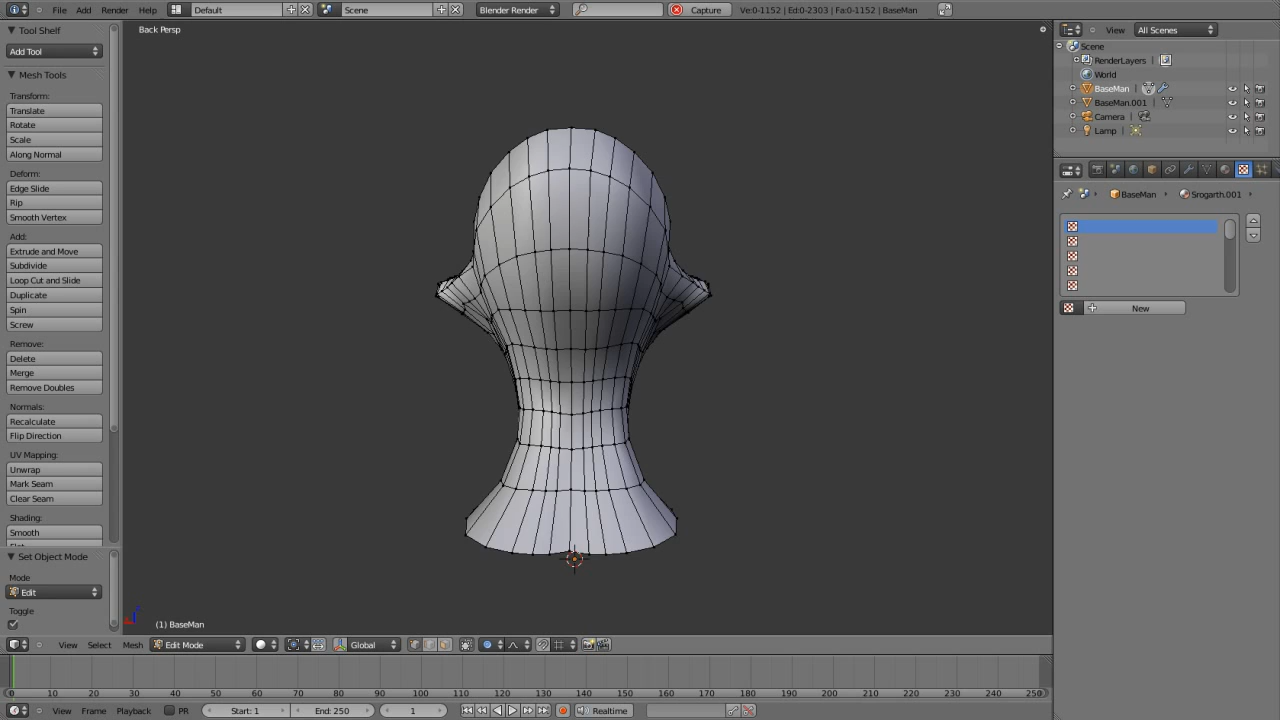 File Add Render Help Default Scene Blender Render Capture Ve:0-1152 | Ed:0-2303 | Fa:0-1152 | BaseMan
Tool Shelf
Add Tool
Mesh Tools
Transform:
Translate
Rotate
Scale
Along Normal
Deform:
Edge Slide
Rip
Smooth Vertex
Add:
Extrude and Move
Subdivide
Loop Cut and Slide
Duplicate
Spin
Screw
Remove:
Delete
Merge
Remove Doubles
Normals:
Recalculate
Flip Direction
UV Mapping:
Unwrap
Mark Seam
Clear Seam
Shading:
Smooth
Set Object Mode
Mode
Edit
Toggle
Back Persp
(1) BaseMan
View All Scenes
Scene
RenderLayers
World
BaseMan
BaseMan.001
Camera
Lamp
BaseMan Srogarth.001
New
View Select Mesh Edit Mode Global
0 10 20 30 40 50 60 70 80 90 100 110 120 130 140 150 160 170 180 190 200 210 220 230 240 250
View Frame Playback PR Start: 1 End: 250 1 Realtime